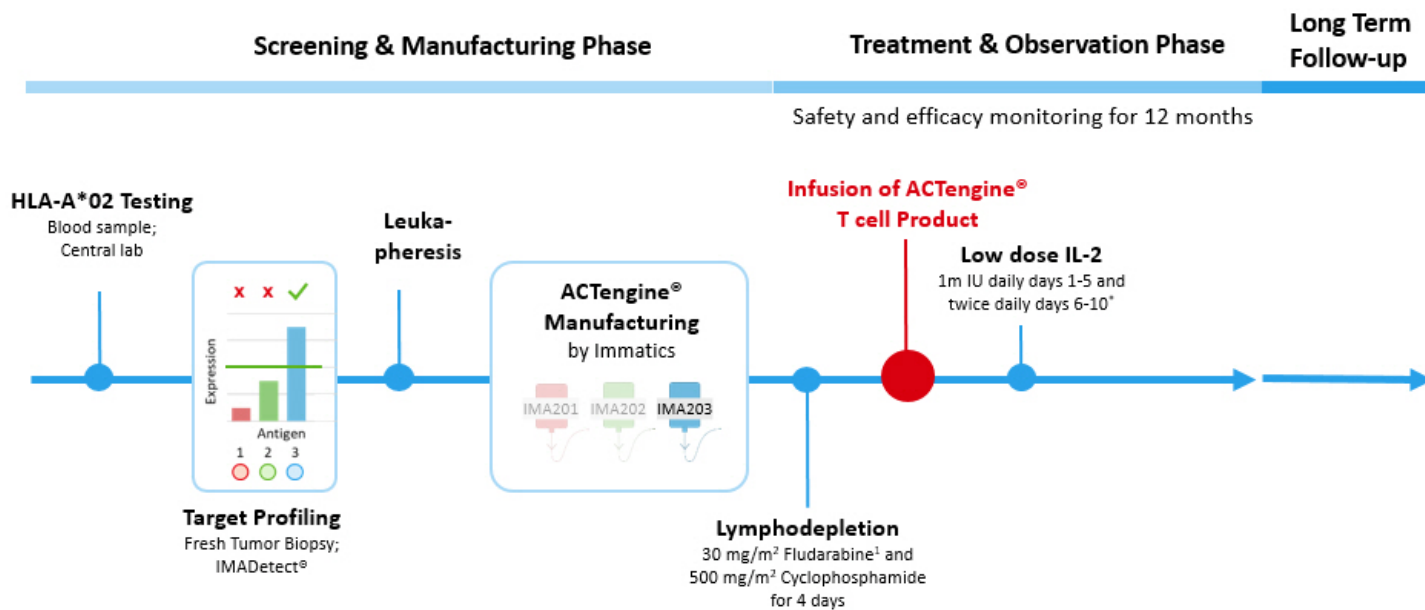 Screening & Manufacturing Phase
Treatment & Observation Phase
Long Term
Follow-up
Safety and efficacy monitoring for 12 months
HLA-A*02 Testing
Blood sample;
Central lab
Expression
x x
Antigen
1 2 3
Target Profiling
Fresh Tumor Biopsy;
IMADetect®
Leuka-
pheresis
ACTengine®
Manufacturing
by Immatics
IMA201 IMA202 IMA203
Lymphodepletion
30 mg/m² Fludarabine¹ and
500 mg/m² Cyclophosphamide
for 4 days
Infusion of ACTengine®
T cell Product
Low dose IL-2
1m IU daily days 1-5 and
twice daily days 6-10*